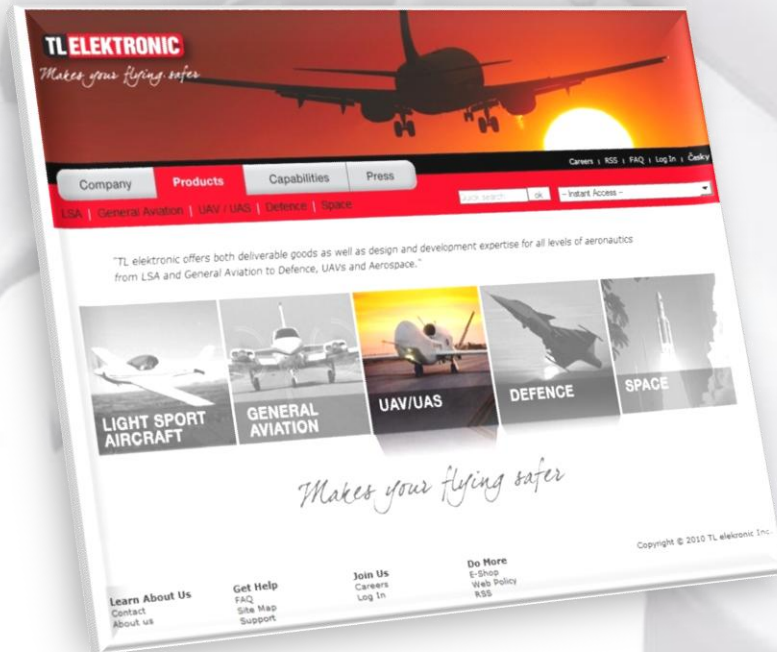 TL ELEKTRONIC
Makes your flying safer
Careers | RSS | FAQ | Log In | Česky
Company Products Capabilities Press
LSA | General Aviation | UAV / UAS | Defence | Space
quick search ok - Instant Access -
"TL elektronic offers both deliverable goods as well as design and development expertise for all levels of aeronautics
from LSA and General Aviation to Defence, UAVs and Aerospace."
LIGHT SPORT
AIRCRAFT
GENERAL
AVIATION
UAV/UAS
DEFENCE
SPACE
Makes your flying safer
Copyright © 2010 TL elekronic Inc.
Learn About Us
Contact
About us
Get Help
FAQ
Site Map
Support
Join Us
Careers
Log In
Do More
E-Shop
Web Policy
RSS